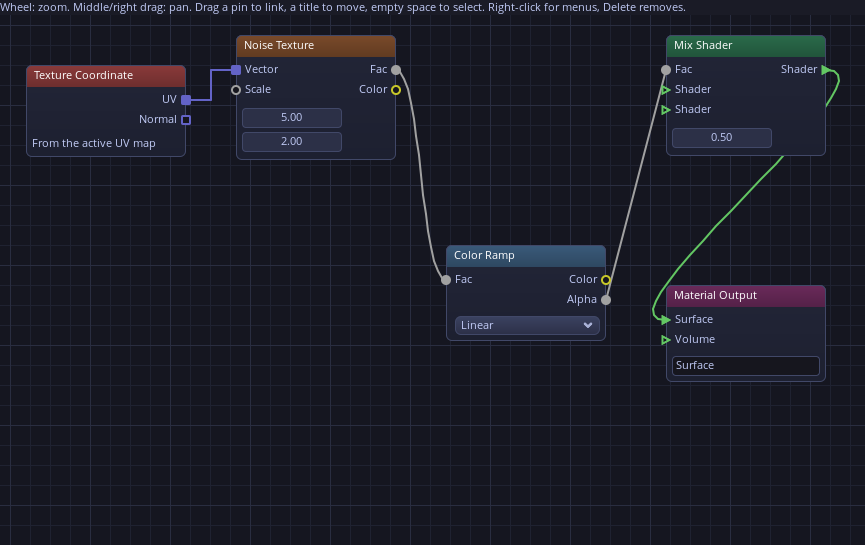 Wheel: zoom. Middle/right drag: pan. Drag a pin to link, a title to move, empty space to select. Right-click for menus, Delete removes.
Texture Coordinate
UV
Normal
From the active UV map
Noise Texture
Vector Fac
Scale Color
5.00
2.00
Color Ramp
Fac Color
Alpha
Linear
Mix Shader
Fac Shader
Shader
Shader
0.50
Material Output
Surface
Volume
Surface